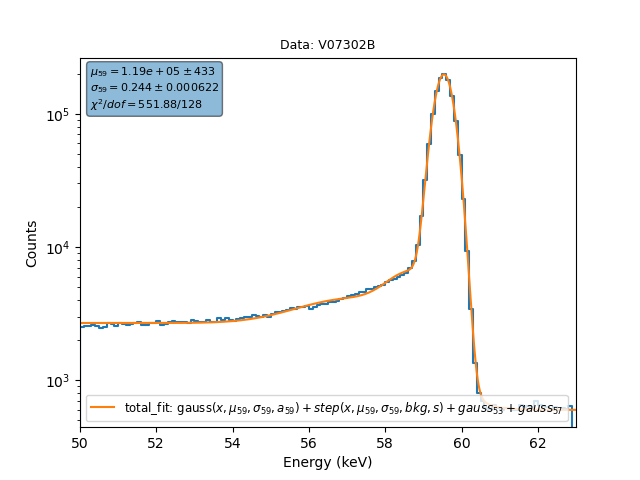 Data: V07302B
μ₅₉ = 1.19e + 05 ± 433
σ₅₉ = 0.244 ± 0.000622
χ²/dof = 551.88/128
10⁵
10⁴
10³
Counts
total_fit: gauss(x, μ₅₉, σ₅₉, a₅₉) + step(x, μ₅₉, σ₅₉, bkg, s) + gauss₅₃ + gauss₅₇
50 52 54 56 58 60 62
Energy (keV)